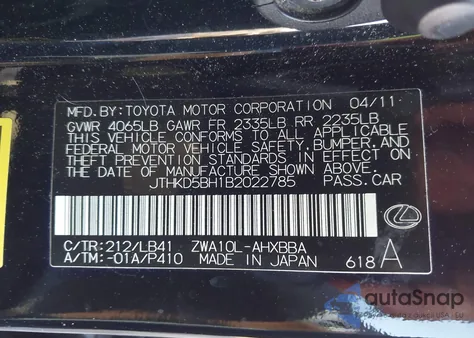 MFD.BY:TOYOTA MOTOR CORPORATION 04/11
GVWR 4065LB, GAWR FR 2335LB RR 2235LB
THIS VEHICLE CONFORMS TO ALL APPLICABLE
FEDERAL MOTOR VEHICLE SAFETY, BUMPER, AND
THEFT PREVENTION STANDARDS IN EFFECT ON
THE DATE OF MANUFACTURE SHOWN ABOVE.
JTHKD5BH1B2022785 PASS.CAR
C/TR:212/LB41 ZWA10L-AHXBBA
A/TM:-01A/P410 MADE IN JAPAN 618 A
autoSnap